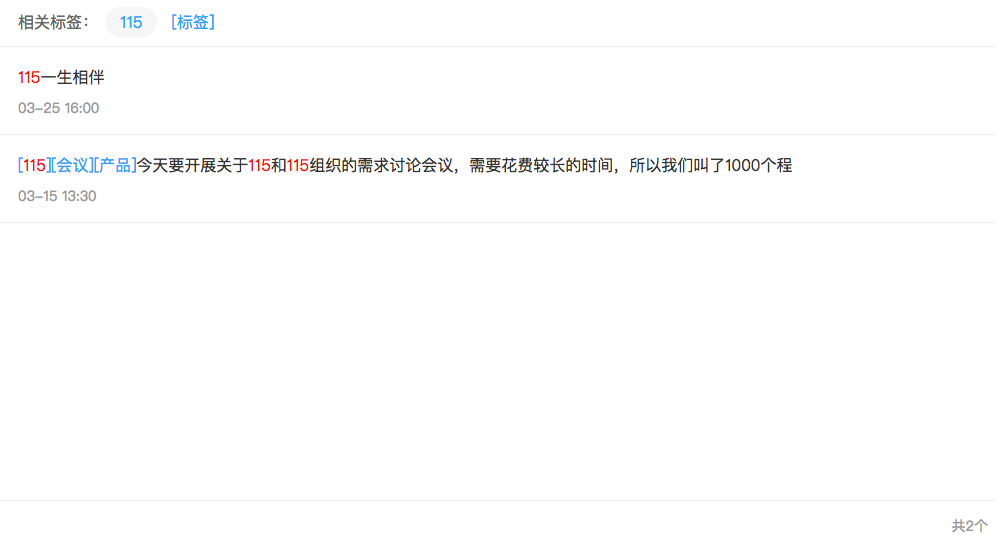 相关标签： 115 [标签]
115一生相伴
03-25 16:00
[115][会议][产品]今天要开展关于115和115组织的需求讨论会议，需要花费较长的时间，所以我们叫了1000个程
03-15 13:30
共2个